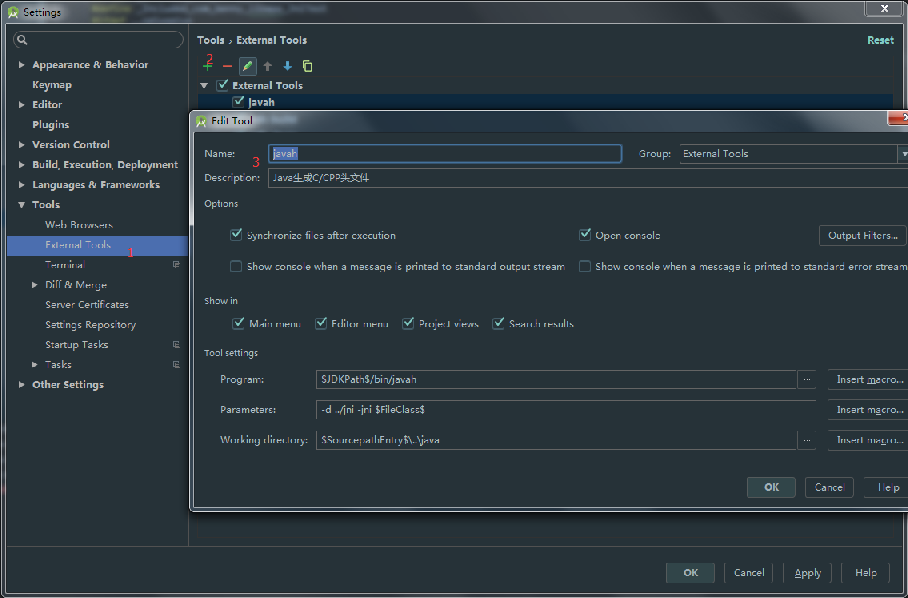 Settings
Tools › External Tools
Reset
2
Appearance & Behavior
Keymap
Editor
Plugins
Version Control
Build, Execution, Deployment
Languages & Frameworks
Tools
Web Browsers
External Tools
1
Terminal
Diff & Merge
Server Certificates
Settings Repository
Startup Tasks
Tasks
Other Settings
External Tools
javah
Edit Tool
Name:
3
javah
Group:
External Tools
Description:
Java生成C/CPP头文件
Options
Synchronize files after execution
Open console
Output Filters...
Show console when a message is printed to standard output stream
Show console when a message is printed to standard error stream
Show in
Main menu
Editor menu
Project views
Search results
Tool settings
Program:
$JDKPath$/bin/javah
...
Insert macro...
Parameters:
-d ../jni -jni $FileClass$
Insert macro...
Working directory:
$SourcepathEntry$\..\java
...
Insert macro...
OK
Cancel
Help
OK
Cancel
Apply
Help